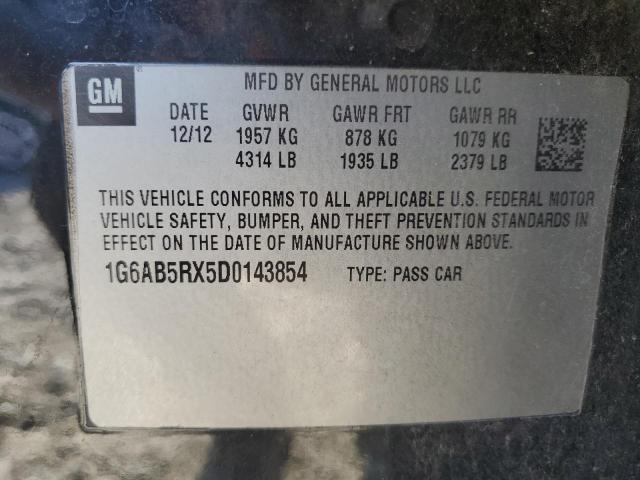 GM
MFD BY GENERAL MOTORS LLC
DATE GVWR GAWR FRT GAWR RR
12/12 1957 KG 878 KG 1079 KG
4314 LB 1935 LB 2379 LB
THIS VEHICLE CONFORMS TO ALL APPLICABLE U.S. FEDERAL MOTOR
VEHICLE SAFETY, BUMPER, AND THEFT PREVENTION STANDARDS IN
EFFECT ON THE DATE OF MANUFACTURE SHOWN ABOVE.
1G6AB5RX5D0143854 TYPE: PASS CAR